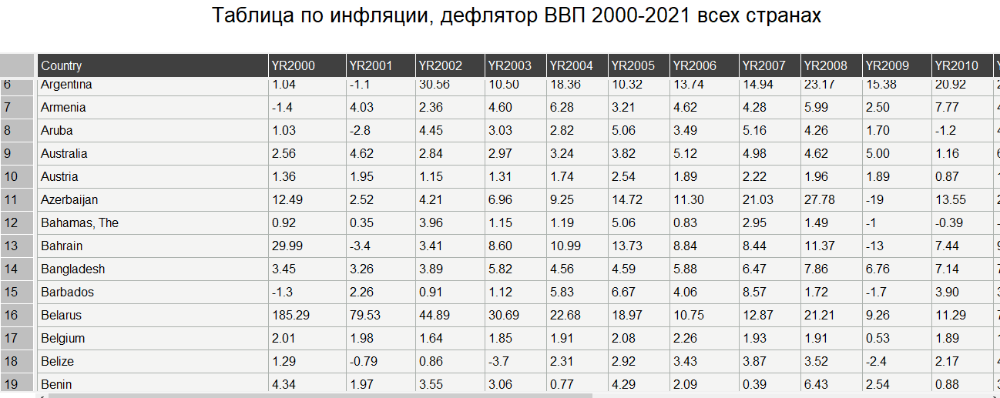 Таблица по инфляции, дефлятор ВВП 2000-2021 всех странах
Country YR2000 YR2001 YR2002 YR2003 YR2004 YR2005 YR2006 YR2007 YR2008 YR2009 YR2010
6 Argentina 1.04 -1.1 30.56 10.50 18.36 10.32 13.74 14.94 23.17 15.38 20.92
7 Armenia -1.4 4.03 2.36 4.60 6.28 3.21 4.62 4.28 5.99 2.50 7.77
8 Aruba 1.03 -2.8 4.45 3.03 2.82 5.06 3.49 5.16 4.26 1.70 -1.2
9 Australia 2.56 4.62 2.84 2.97 3.24 3.82 5.12 4.98 4.62 5.00 1.16
10 Austria 1.36 1.95 1.15 1.31 1.74 2.54 1.89 2.22 1.96 1.89 0.87
11 Azerbaijan 12.49 2.52 4.21 6.96 9.25 14.72 11.30 21.03 27.78 -19 13.55
12 Bahamas, The 0.92 0.35 3.96 1.15 1.19 5.06 0.83 2.95 1.49 -1 -0.39
13 Bahrain 29.99 -3.4 3.41 8.60 10.99 13.73 8.84 8.44 11.37 -13 7.44
14 Bangladesh 3.45 3.26 3.89 5.82 4.56 4.59 5.88 6.47 7.86 6.76 7.14
15 Barbados -1.3 2.26 0.91 1.12 5.83 6.67 4.06 8.57 1.72 -1.7 3.90
16 Belarus 185.29 79.53 44.89 30.69 22.68 18.97 10.75 12.87 21.21 9.26 11.29
17 Belgium 2.01 1.98 1.64 1.85 1.91 2.08 2.26 1.93 1.91 0.53 1.89
18 Belize 1.29 -0.79 0.86 -3.7 2.31 2.92 3.43 3.87 3.52 -2.4 2.17
19 Benin 4.34 1.97 3.55 3.06 0.77 4.29 2.09 0.39 6.43 2.54 0.88